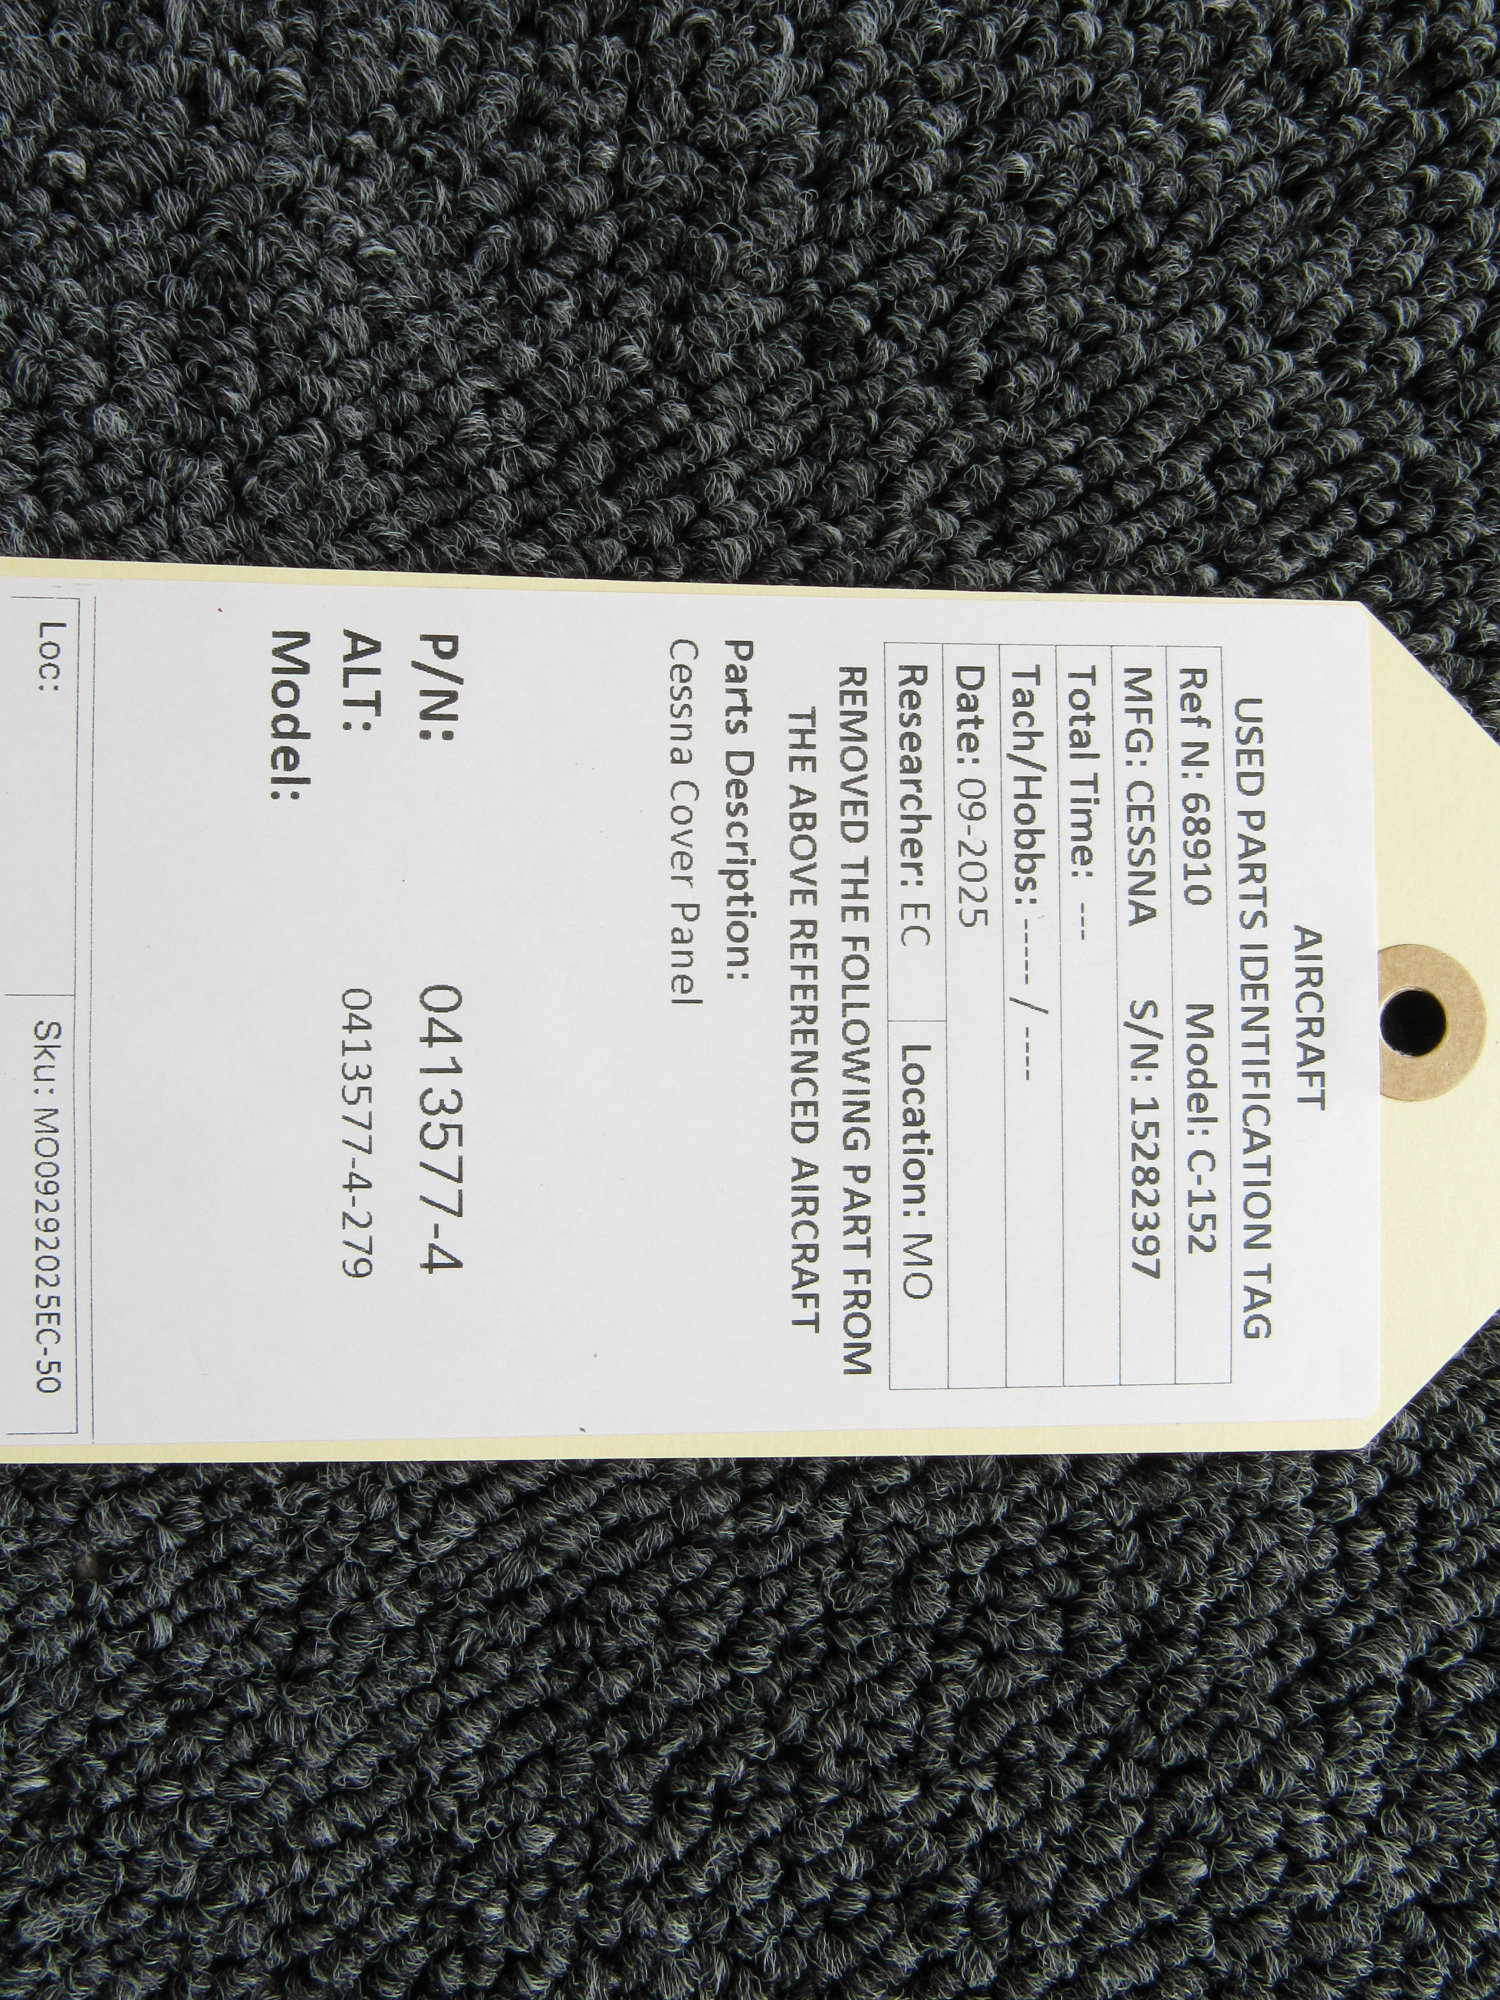 AIRCRAFT
USED PARTS IDENTIFICATION TAG
Ref N: 68910 Model: C-152
MFG: CESSNA S/N: 15282397
Total Time: ---
Tach/Hobbs: ----- / ----
Date: 09-2025
Researcher: EC Location: MO
REMOVED THE FOLLOWING PART FROM
THE ABOVE REFERENCED AIRCRAFT
Parts Description:
Cessna Cover Panel
P/N: 0413577-4
ALT: 0413577-4-279
Model:
Loc: Sku: MO09292025EC-50